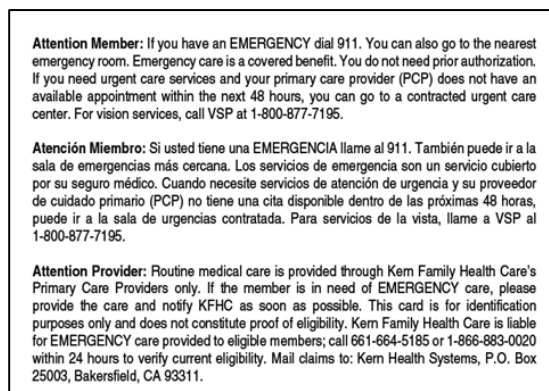 Attention Member: If you have an EMERGENCY dial 911. You can also go to the nearest
emergency room. Emergency care is a covered benefit. You do not need prior authorization.
If you need urgent care services and your primary care provider (PCP) does not have an
available appointment within the next 48 hours, you can go to a contracted urgent care
center. For vision services, call VSP at 1-800-877-7195.
Atención Miembro: Si usted tiene una EMERGENCIA llame al 911. También puede ir a la
sala de emergencias más cercana. Los servicios de emergencia son un servicio cubierto
por su seguro médico. Cuando necesite servicios de atención de urgencia y su proveedor
de cuidado primario (PCP) no tiene una cita disponible dentro de las próximas 48 horas,
puede ir a la sala de urgencias contratada. Para servicios de la vista, llame a VSP al
1-800-877-7195.
Attention Provider: Routine medical care is provided through Kern Family Health Care's
Primary Care Providers only. If the member is in need of EMERGENCY care, please
provide the care and notify KFHC as soon as possible. This card is for identification
purposes only and does not constitute proof of eligibility. Kern Family Health Care is liable
for EMERGENCY care provided to eligible members; call 661-664-5185 or 1-866-883-0020
within 24 hours to verify current eligibility. Mail claims to: Kern Health Systems, P.O. Box
25003, Bakersfield, CA 93311.